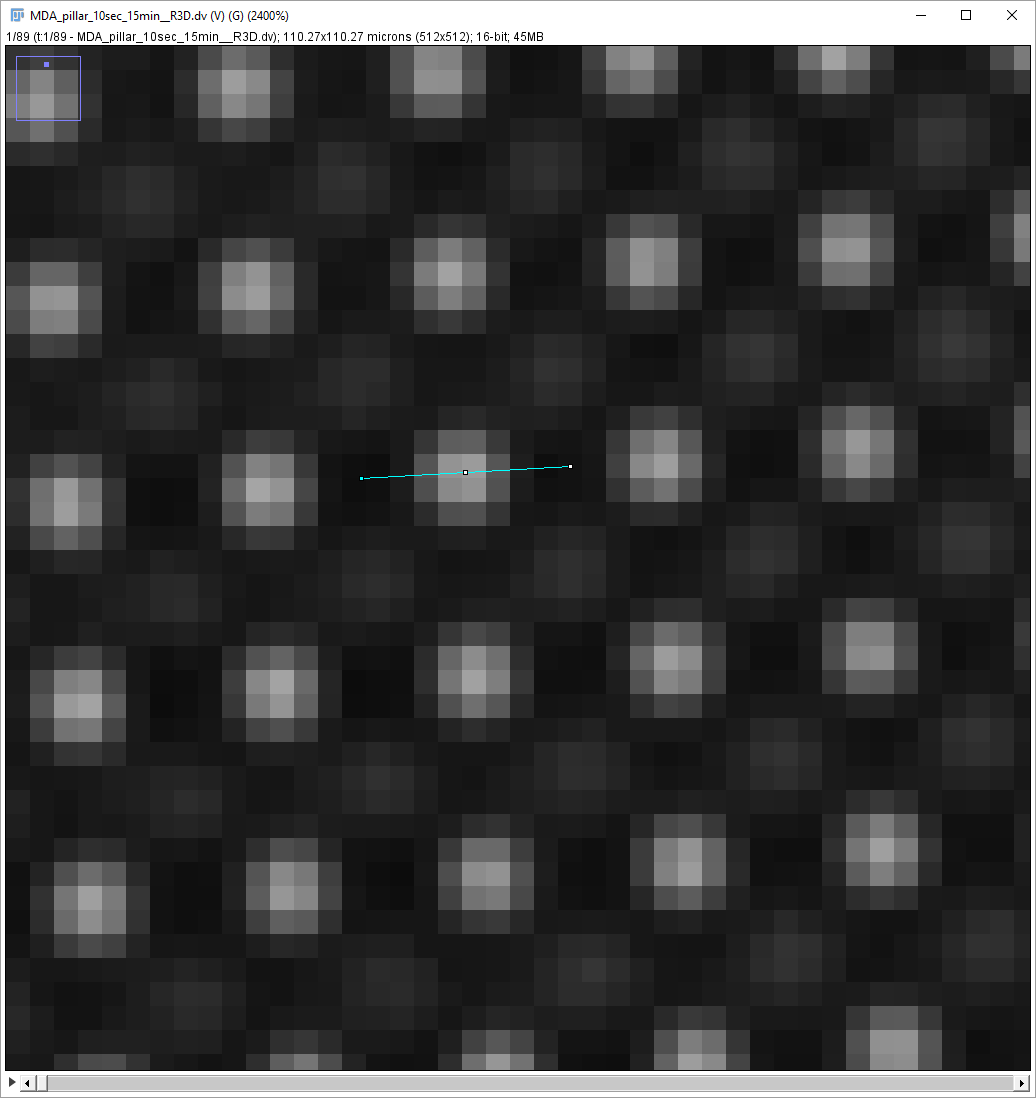 MDA_pillar_10sec_15min__R3D.dv (V) (G) (2400%)
1/89 (t:1/89 - MDA_pillar_10sec_15min__R3D.dv); 110.27x110.27 microns (512x512); 16-bit; 45MB